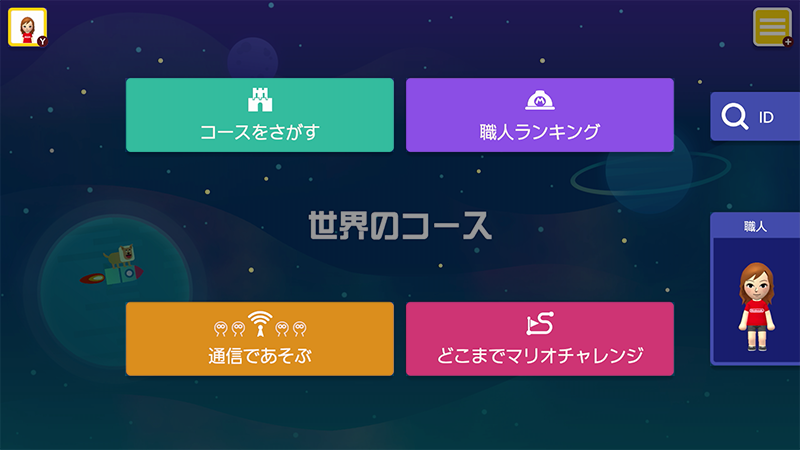 Y
+
コースをさがす
M
職人ランキング
ID
世界のコース
職人
通信であそぶ
どこまでマリオチャレンジ